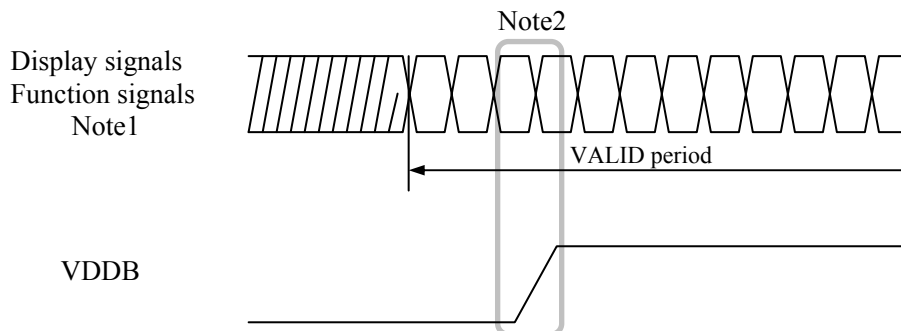 Note2
Display signals
Function signals
Note1
VALID period
VDDB